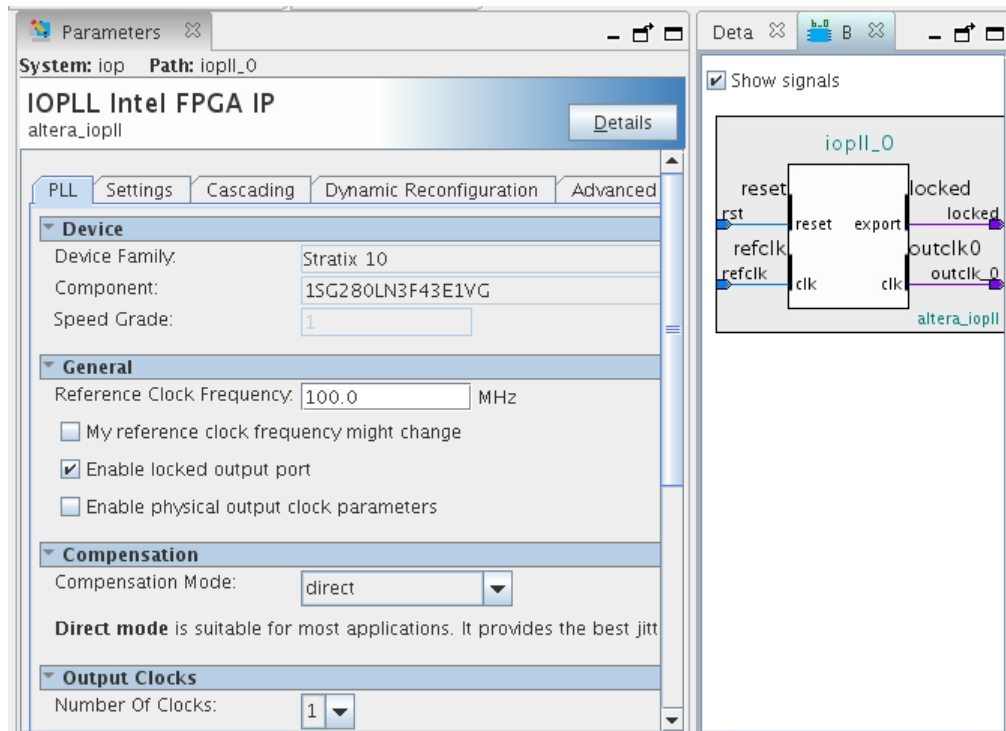 Parameters
System: iop Path: iopll_0
IOPLL Intel FPGA IP
altera_iopll
Details
PLL Settings Cascading Dynamic Reconfiguration Advanced
Device
Device Family: Stratix 10
Component: 1SG280LN3F43E1VG
Speed Grade: 1
General
Reference Clock Frequency: 100.0 MHz
My reference clock frequency might change
Enable locked output port
Enable physical output clock parameters
Compensation
Compensation Mode: direct
Direct mode is suitable for most applications. It provides the best jitt
Output Clocks
Number Of Clocks: 1
Deta B
Show signals
iopll_0
reset locked
rst locked
reset export
refclk outclk0
refclk outclk_0
clk clk
altera_iopll